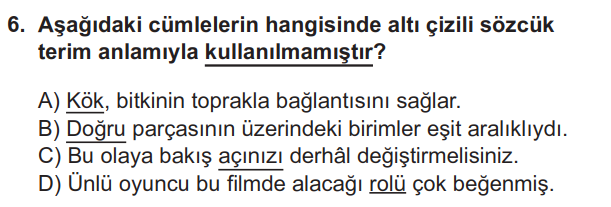 6. Aşağıdaki cümlelerin hangisinde altı çizili sözcük
terim anlamıyla kullanılmamıştır?
A) Kök, bitkinin toprakla bağlantısını sağlar.
B) Doğru parçasının üzerindeki birimler eşit aralıklıydı.
C) Bu olaya bakış açınızı derhâl değiştirmelisiniz.
D) Ünlü oyuncu bu filmde alacağı rolü çok beğenmiş.